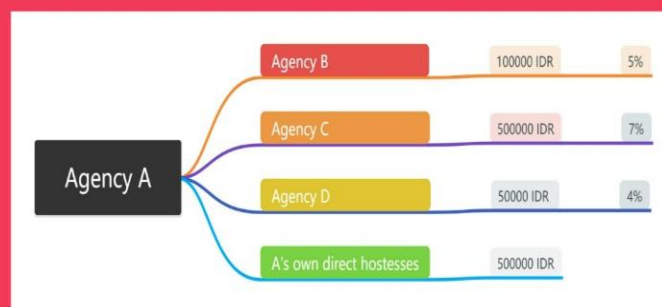 Agency A
Agency B 100000 IDR 5%
Agency C 500000 IDR 7%
Agency D 50000 IDR 4%
A's own direct hostesses 500000 IDR